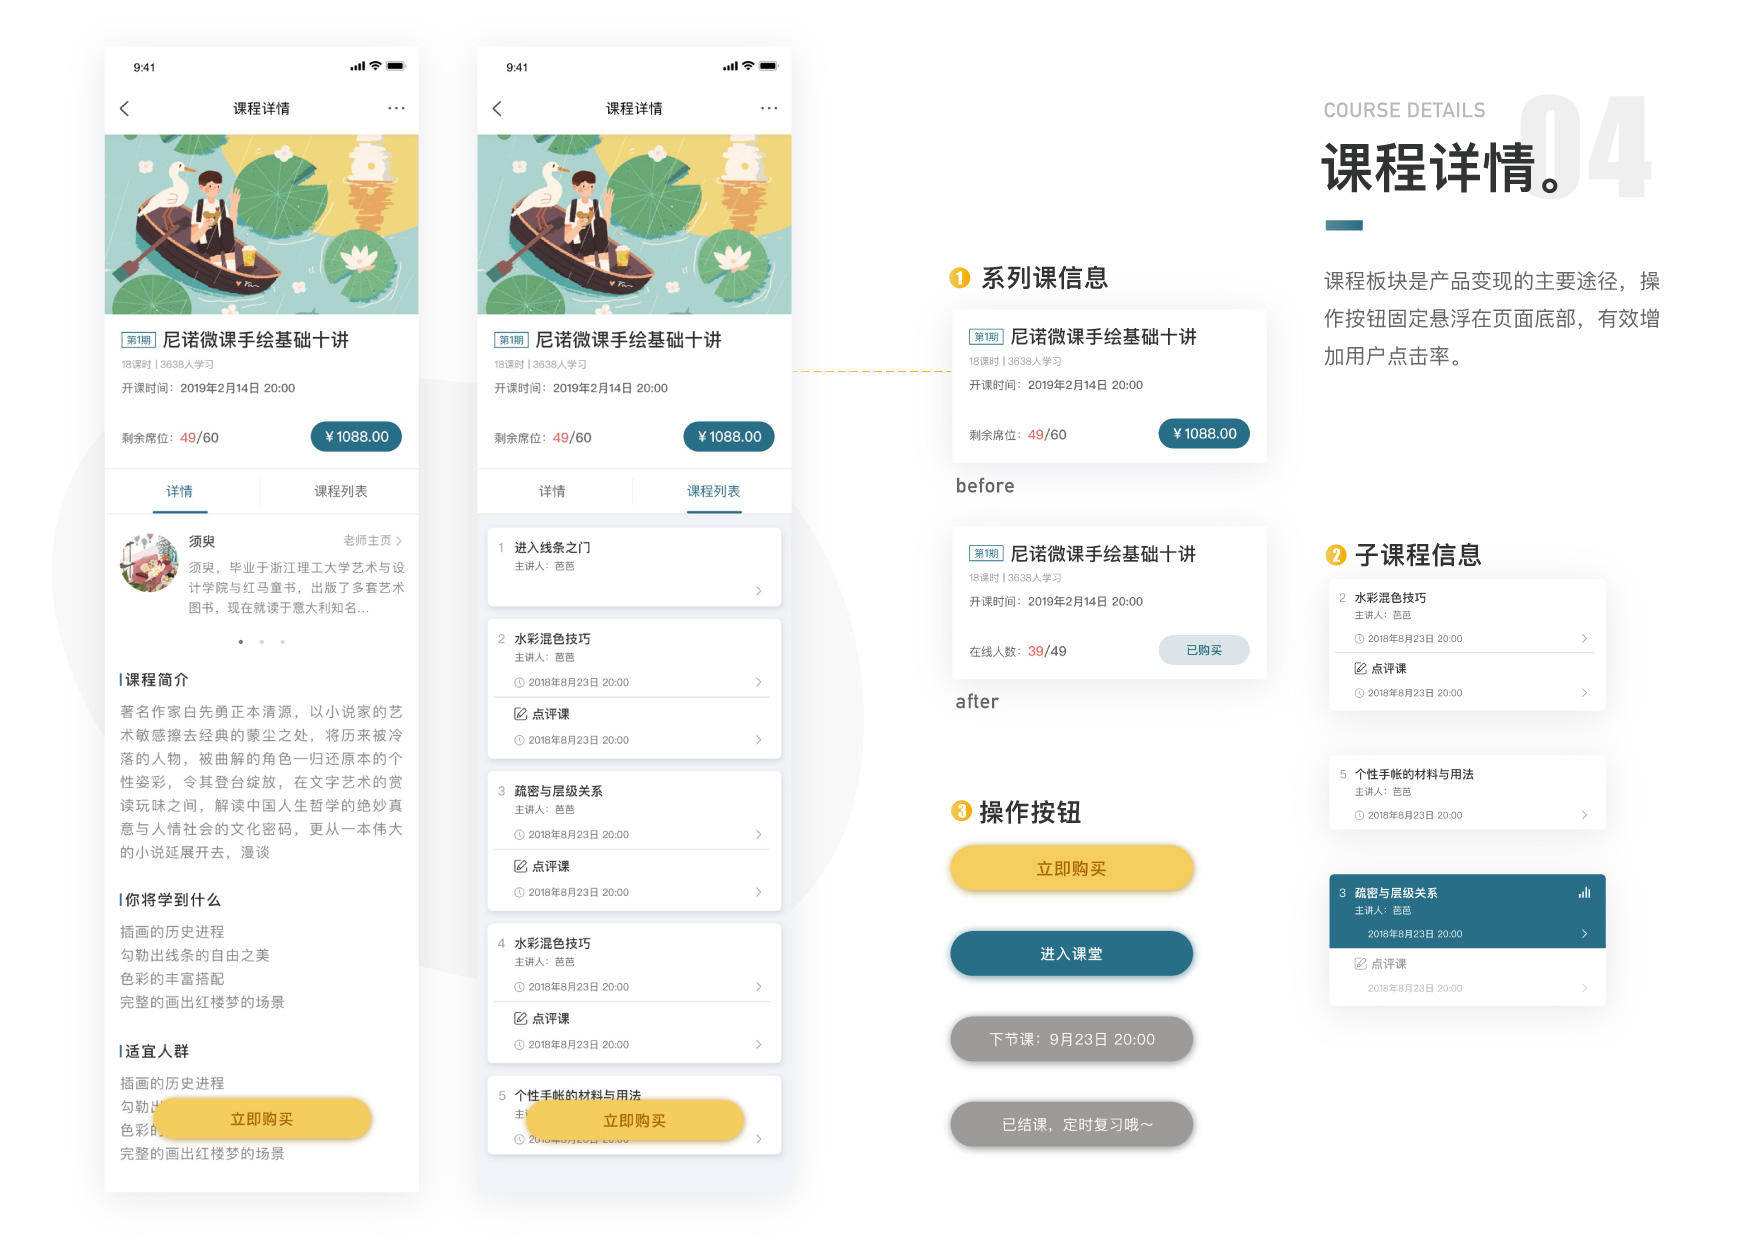 9:41
课程详情
第1期 尼诺微课手绘基础十讲
18课时 | 3638人学习
开课时间：2019年2月14日 20:00
剩余席位：49/60
¥1088.00
详情
课程列表
须臾
老师主页
须臾，毕业于浙江理工大学艺术与设
计学院与红马童书，出版了多套艺术
图书，现在就读于意大利知名...
课程简介
著名作家白先勇正本清源，以小说家的艺
术敏感擦去经典的蒙尘之处，将历来被冷
落的人物，被曲解的角色一归还原本的个
性姿彩，令其登台绽放，在文字艺术的赏
读玩味之间，解读中国人生哲学的绝妙真
意与人情社会的文化密码，更从一本伟大
的小说延展开去，漫谈
你将学到什么
插画的历史进程
勾勒出线条的自由之美
色彩的丰富搭配
完整的画出红楼梦的场景
适宜人群
插画的历史进程
勾勒出
色彩的
立即购买
完整的画出红楼梦的场景
9:41
课程详情
第1期 尼诺微课手绘基础十讲
18课时 | 3638人学习
开课时间：2019年2月14日 20:00
剩余席位：49/60
¥1088.00
详情
课程列表
1 进入线条之门
主讲人：芭芭
2 水彩混色技巧
主讲人：芭芭
2018年8月23日 20:00
点评课
2018年8月23日 20:00
3 疏密与层级关系
主讲人：芭芭
2018年8月23日 20:00
点评课
2018年8月23日 20:00
4 水彩混色技巧
主讲人：芭芭
2018年8月23日 20:00
点评课
2018年8月23日 20:00
5 个性手帐的材料与用法
主
立即购买
2018年8月23日 20:00
1 系列课信息
第1期 尼诺微课手绘基础十讲
18课时 | 3638人学习
开课时间：2019年2月14日 20:00
剩余席位：49/60
¥1088.00
before
第1期 尼诺微课手绘基础十讲
18课时 | 3638人学习
开课时间：2019年2月14日 20:00
在线人数：39/49
已购买
after
3 操作按钮
立即购买
进入课堂
下节课：9月23日 20:00
已结课，定时复习哦～
COURSE DETAILS
04
课程详情。
课程板块是产品变现的主要途径，操
作按钮固定悬浮在页面底部，有效增
加用户点击率。
2 子课程信息
2 水彩混色技巧
主讲人：芭芭
2018年8月23日 20:00
点评课
2018年8月23日 20:00
5 个性手帐的材料与用法
主讲人：芭芭
2018年8月23日 20:00
3 疏密与层级关系
主讲人：芭芭
2018年8月23日 20:00
点评课
2018年8月23日 20:00